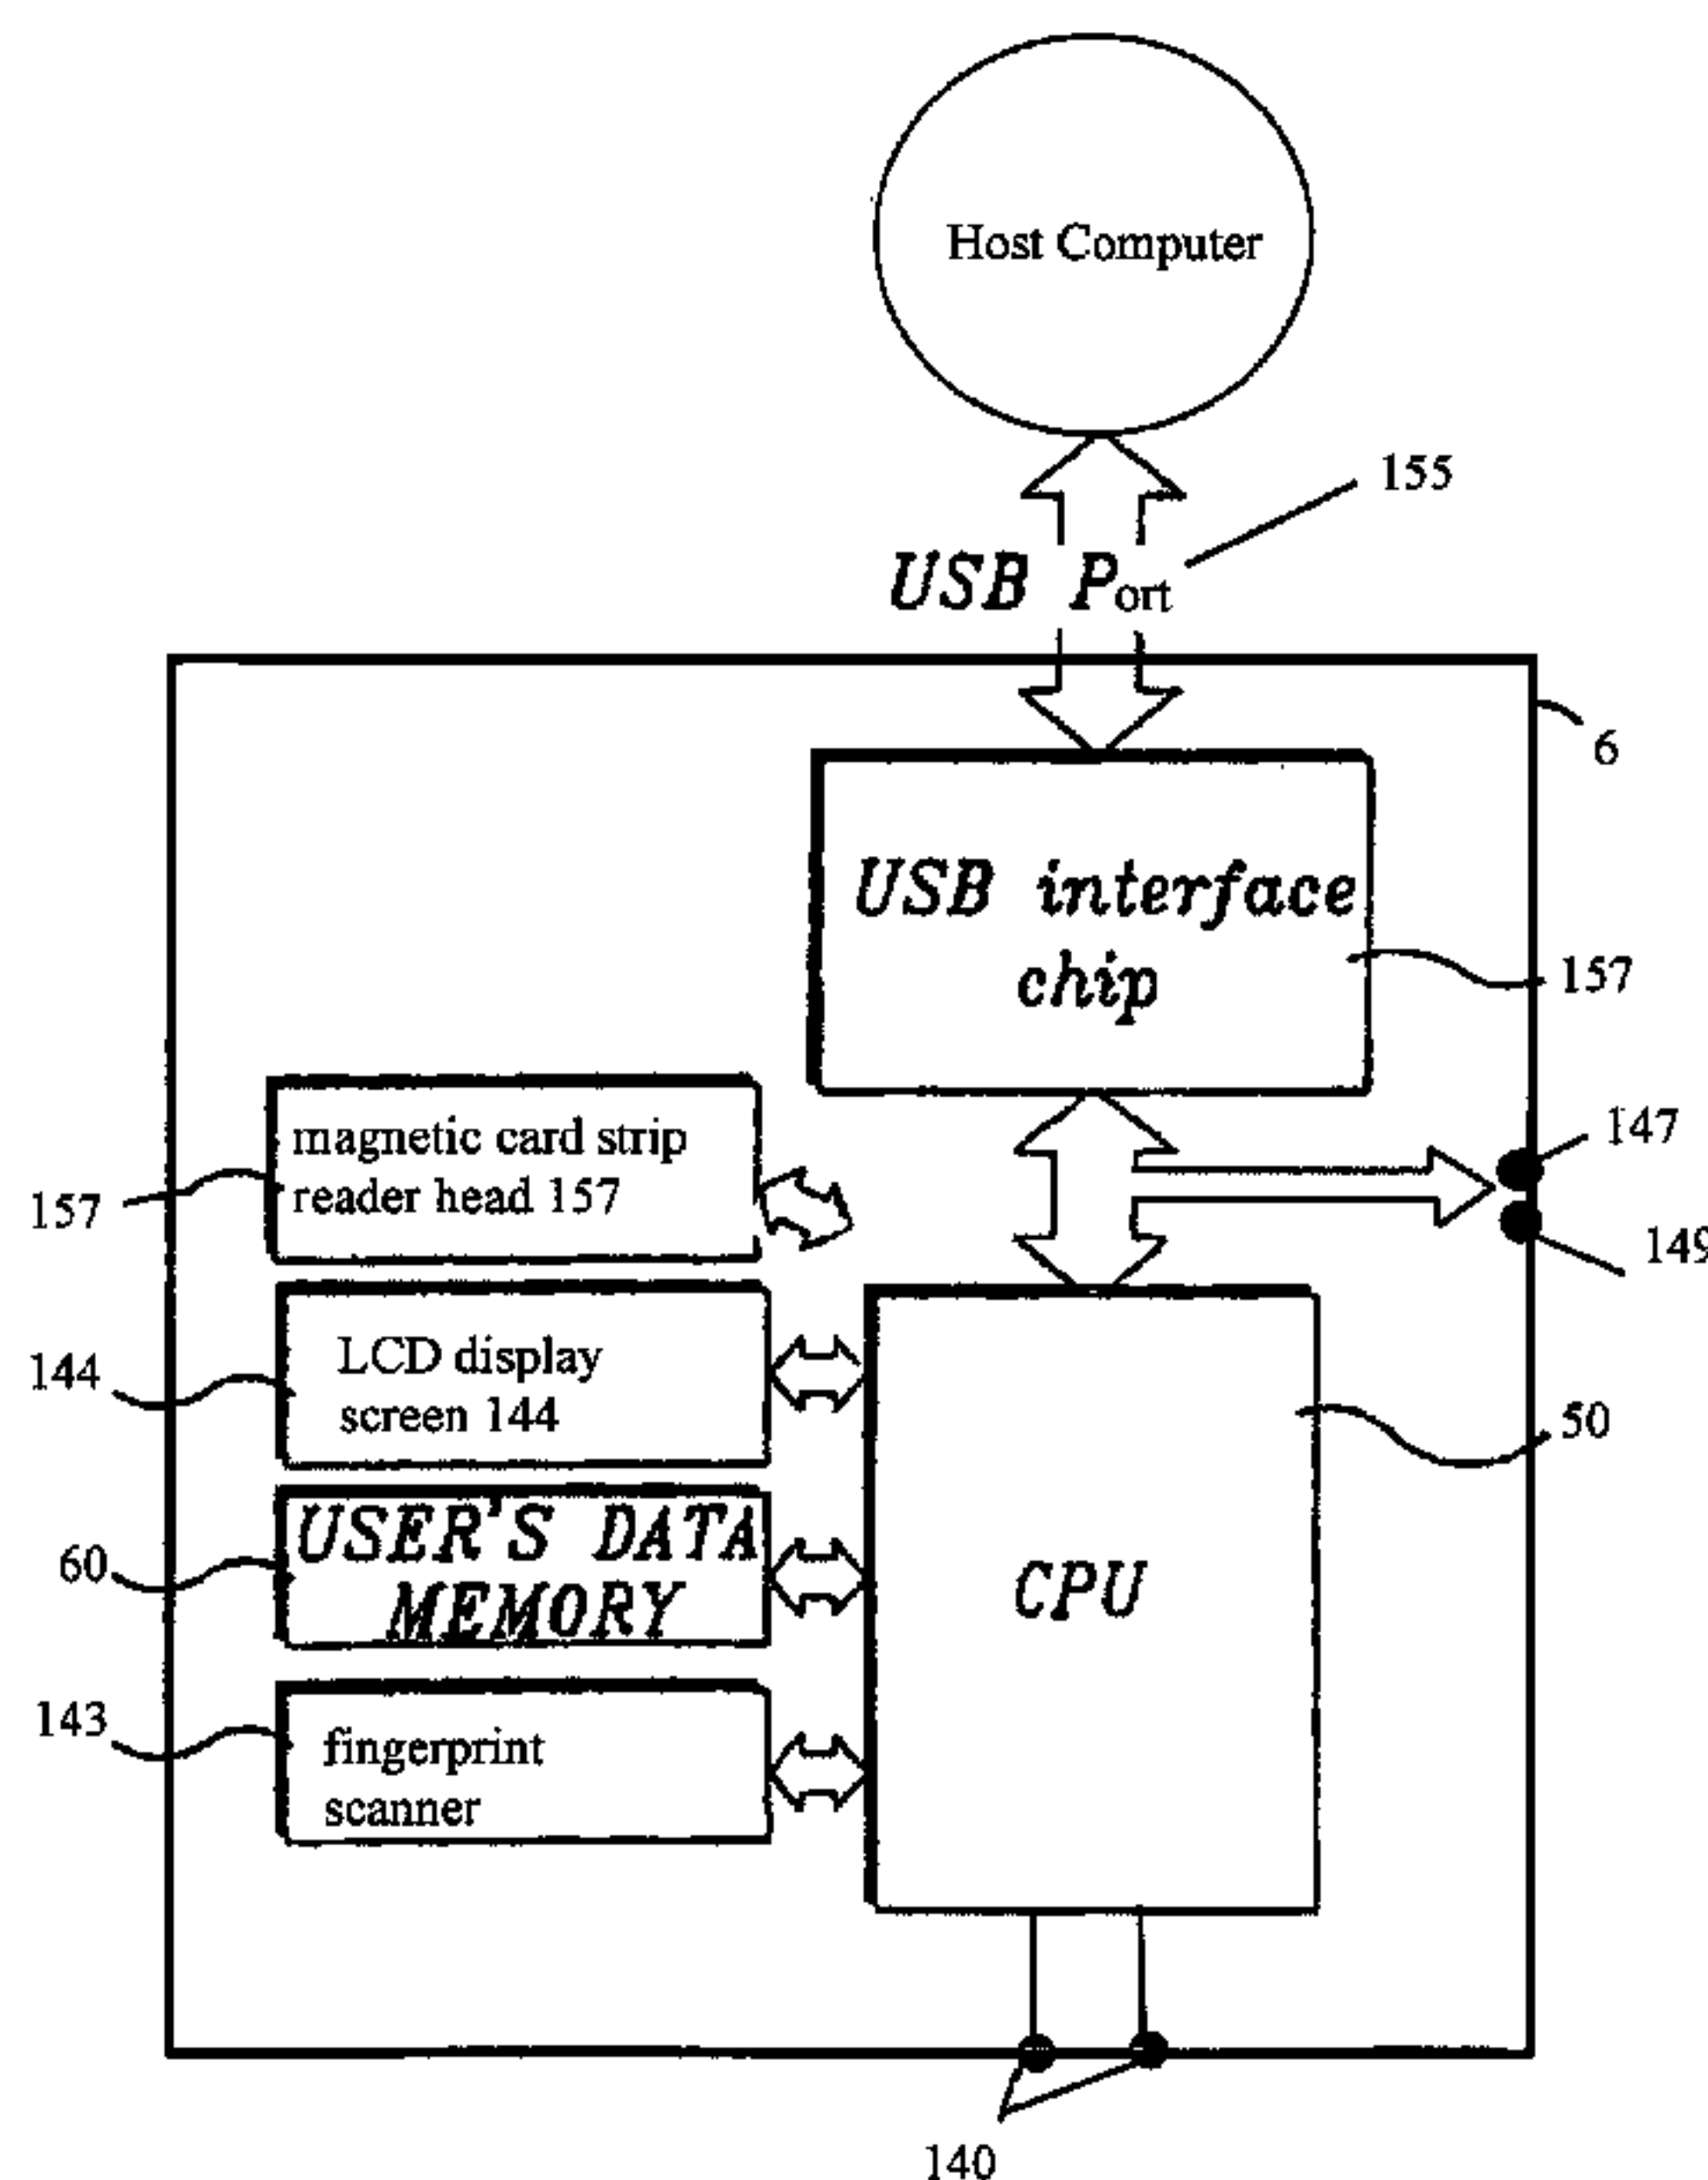 Host Computer
155
USB Port
6
USB interface
chip
157
magnetic card strip
reader head 157
157
147
149
LCD display
screen 144
144
50
USER'S DATA
MEMORY
60
CPU
143
fingerprint
scanner
140